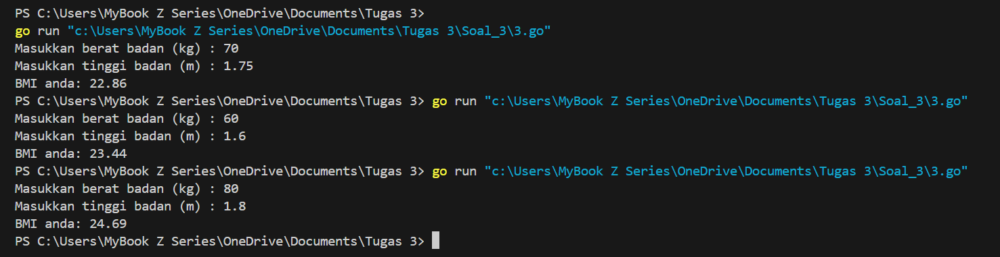 PS C:\Users\MyBook Z Series\OneDrive\Documents\Tugas 3>
go run "c:\Users\MyBook Z Series\OneDrive\Documents\Tugas 3\Soal_3\3.go"
Masukkan berat badan (kg) : 70
Masukkan tinggi badan (m) : 1.75
BMI anda: 22.86
PS C:\Users\MyBook Z Series\OneDrive\Documents\Tugas 3> go run "c:\Users\MyBook Z Series\OneDrive\Documents\Tugas 3\Soal_3\3.go"
Masukkan berat badan (kg) : 60
Masukkan tinggi badan (m) : 1.6
BMI anda: 23.44
PS C:\Users\MyBook Z Series\OneDrive\Documents\Tugas 3> go run "c:\Users\MyBook Z Series\OneDrive\Documents\Tugas 3\Soal_3\3.go"
Masukkan berat badan (kg) : 80
Masukkan tinggi badan (m) : 1.8
BMI anda: 24.69
PS C:\Users\MyBook Z Series\OneDrive\Documents\Tugas 3>